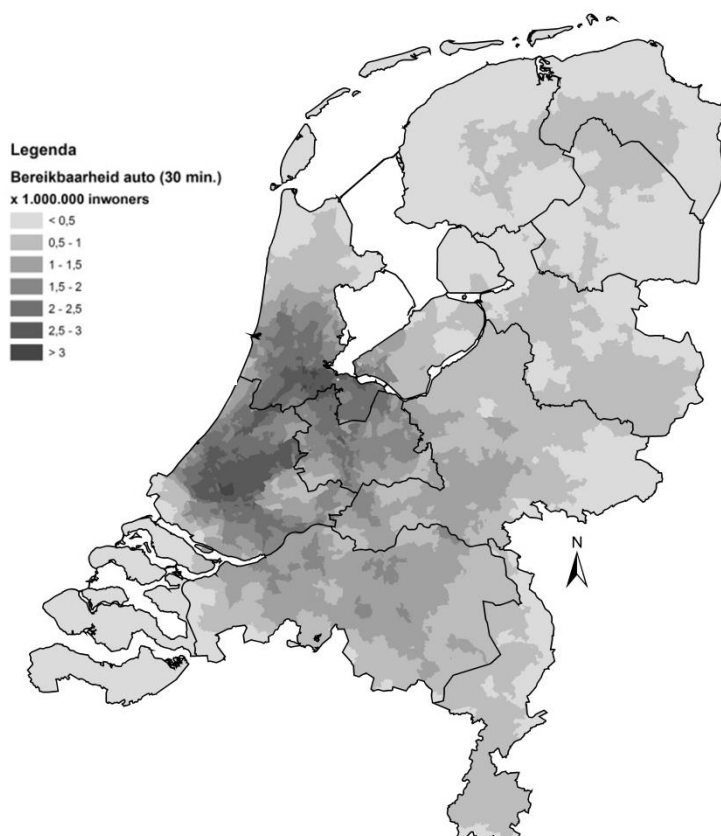 Legenda
Bereikbaarheid auto (30 min.)
x 1.000.000 inwoners
< 0,5
0,5 - 1
1 - 1,5
1,5 - 2
2 - 2,5
2,5 - 3
> 3
N